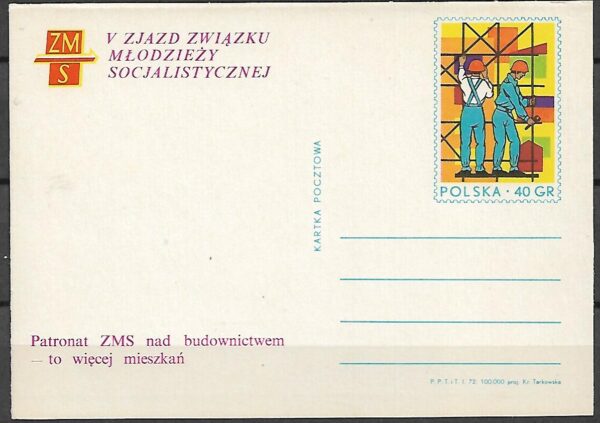 ZM
S
V ZJAZD ZWIĄZKU
MŁODZIEŻY
SOCJALISTYCZNEJ
POLSKA · 40 GR
KARTKA POCZTOWA
Patronat ZMS nad budownictwem
— to więcej mieszkań
P. P. T. i T. I. 72. 100.000 proj. Kr. Tarkowska